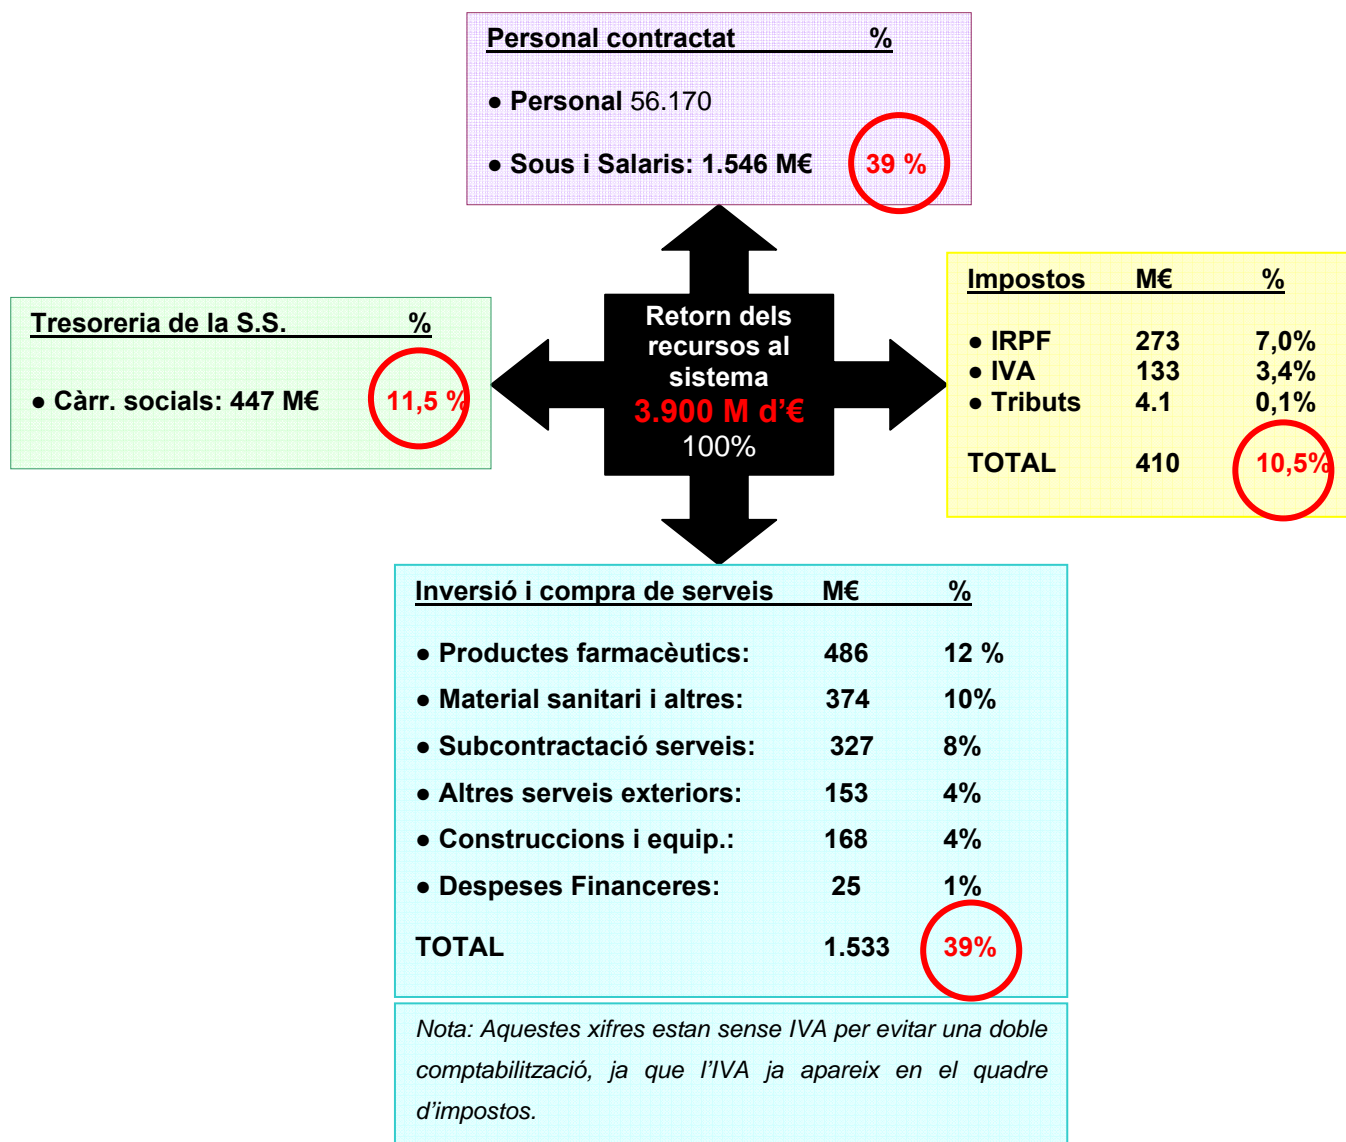 Personal contractat %
● Personal 56.170
● Sous i Salaris: 1.546 M€ 39 %
Tresoreria de la S.S. %
● Càrr. socials: 447 M€ 11,5 %
Retorn dels
recursos al
sistema
3.900 M d’€
100%
Impostos M€ %
● IRPF 273 7,0%
● IVA 133 3,4%
● Tributs 4.1 0,1%
TOTAL 410 10,5%
Inversió i compra de serveis M€ %
● Productes farmacèutics: 486 12 %
● Material sanitari i altres: 374 10%
● Subcontractació serveis: 327 8%
● Altres serveis exteriors: 153 4%
● Construccions i equip.: 168 4%
● Despeses Financeres: 25 1%
TOTAL 1.533 39%
Nota: Aquestes xifres estan sense IVA per evitar una doble
comptabilització, ja que l’IVA ja apareix en el quadre
d’impostos.